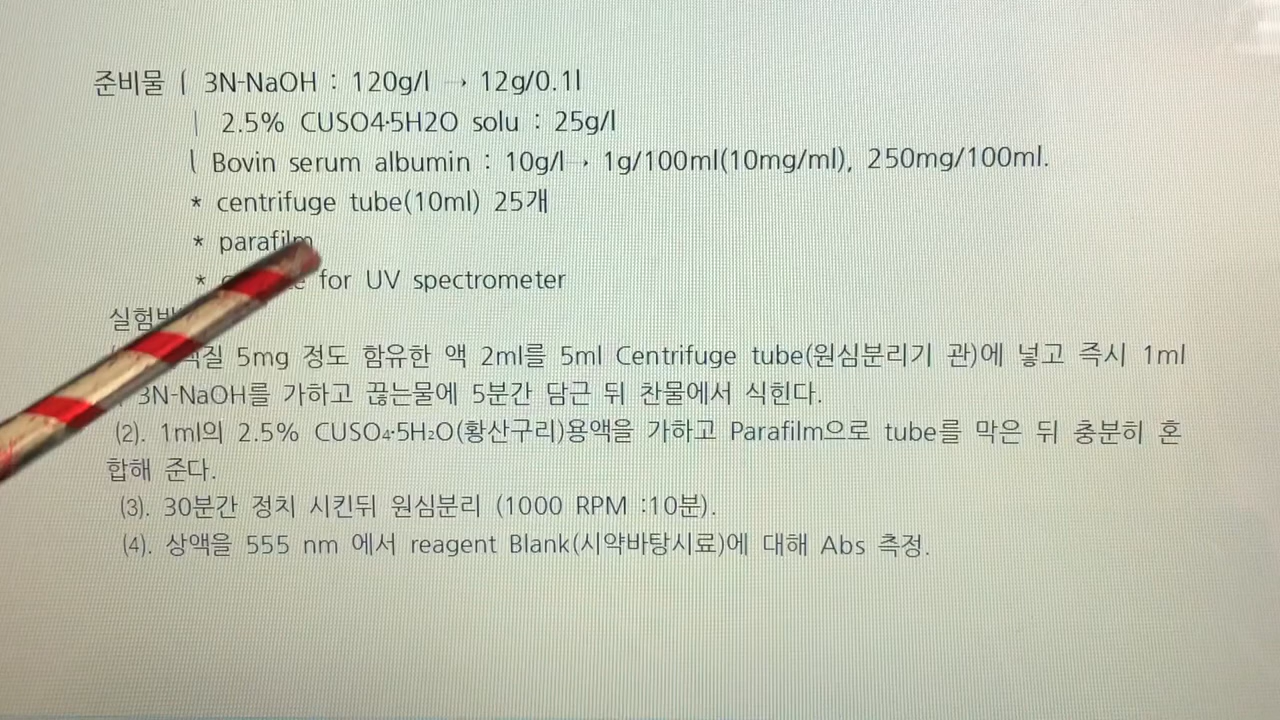 준비물 ⎛ 3N-NaOH : 120g/l → 12g/0.1l
| 2.5% CUSO4·5H2O solu : 25g/l
⎝ Bovin serum albumin : 10g/l → 1g/100ml(10mg/ml), 250mg/100ml.
* centrifuge tube(10ml) 25개
* parafilm
* for UV spectrometer
실험
5mg 정도 함유한 액 2ml를 5ml Centrifuge tube(원심분리기 관)에 넣고 즉시 1ml
3N-NaOH를 가하고 끊는물에 5분간 담근 뒤 찬물에서 식힌다.
(2). 1ml의 2.5% CUSO₄·5H₂O(황산구리)용액을 가하고 Parafilm으로 tube를 막은 뒤 충분히 혼
합해 준다.
(3). 30분간 정치 시킨뒤 원심분리 (1000 RPM :10분).
(4). 상액을 555 nm 에서 reagent Blank(시약바탕시료)에 대해 Abs 측정.